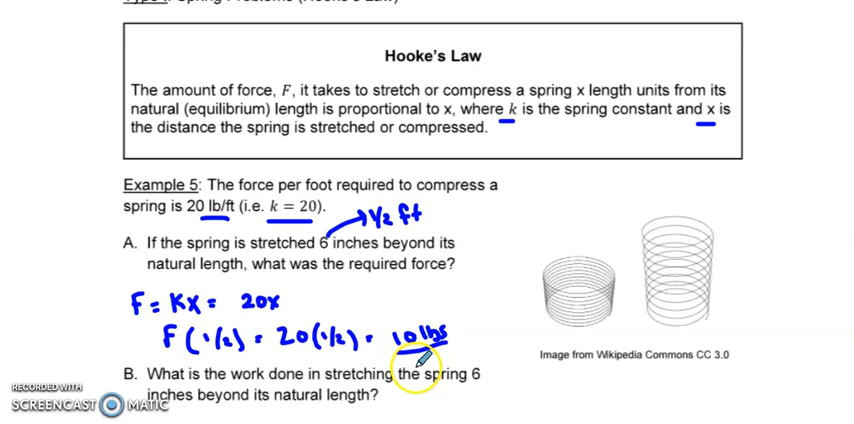 Hooke's Law
The amount of force, F, it takes to stretch or compress a spring x length units from its
natural (equilibrium) length is proportional to x, where k is the spring constant and x is
the distance the spring is stretched or compressed.
Example 5: The force per foot required to compress a
spring is 20 lb/ft (i.e. k = 20).
→ 1/2 ft
A. If the spring is stretched 6 inches beyond its
natural length, what was the required force?
F = Kx = 20x
F(1/2) = 20(1/2) = 10 lbs
Image from Wikipedia Commons CC 3.0
B. What is the work done in stretching the spring 6
inches beyond its natural length?
RECORDED WITH
SCREENCAST MATIC